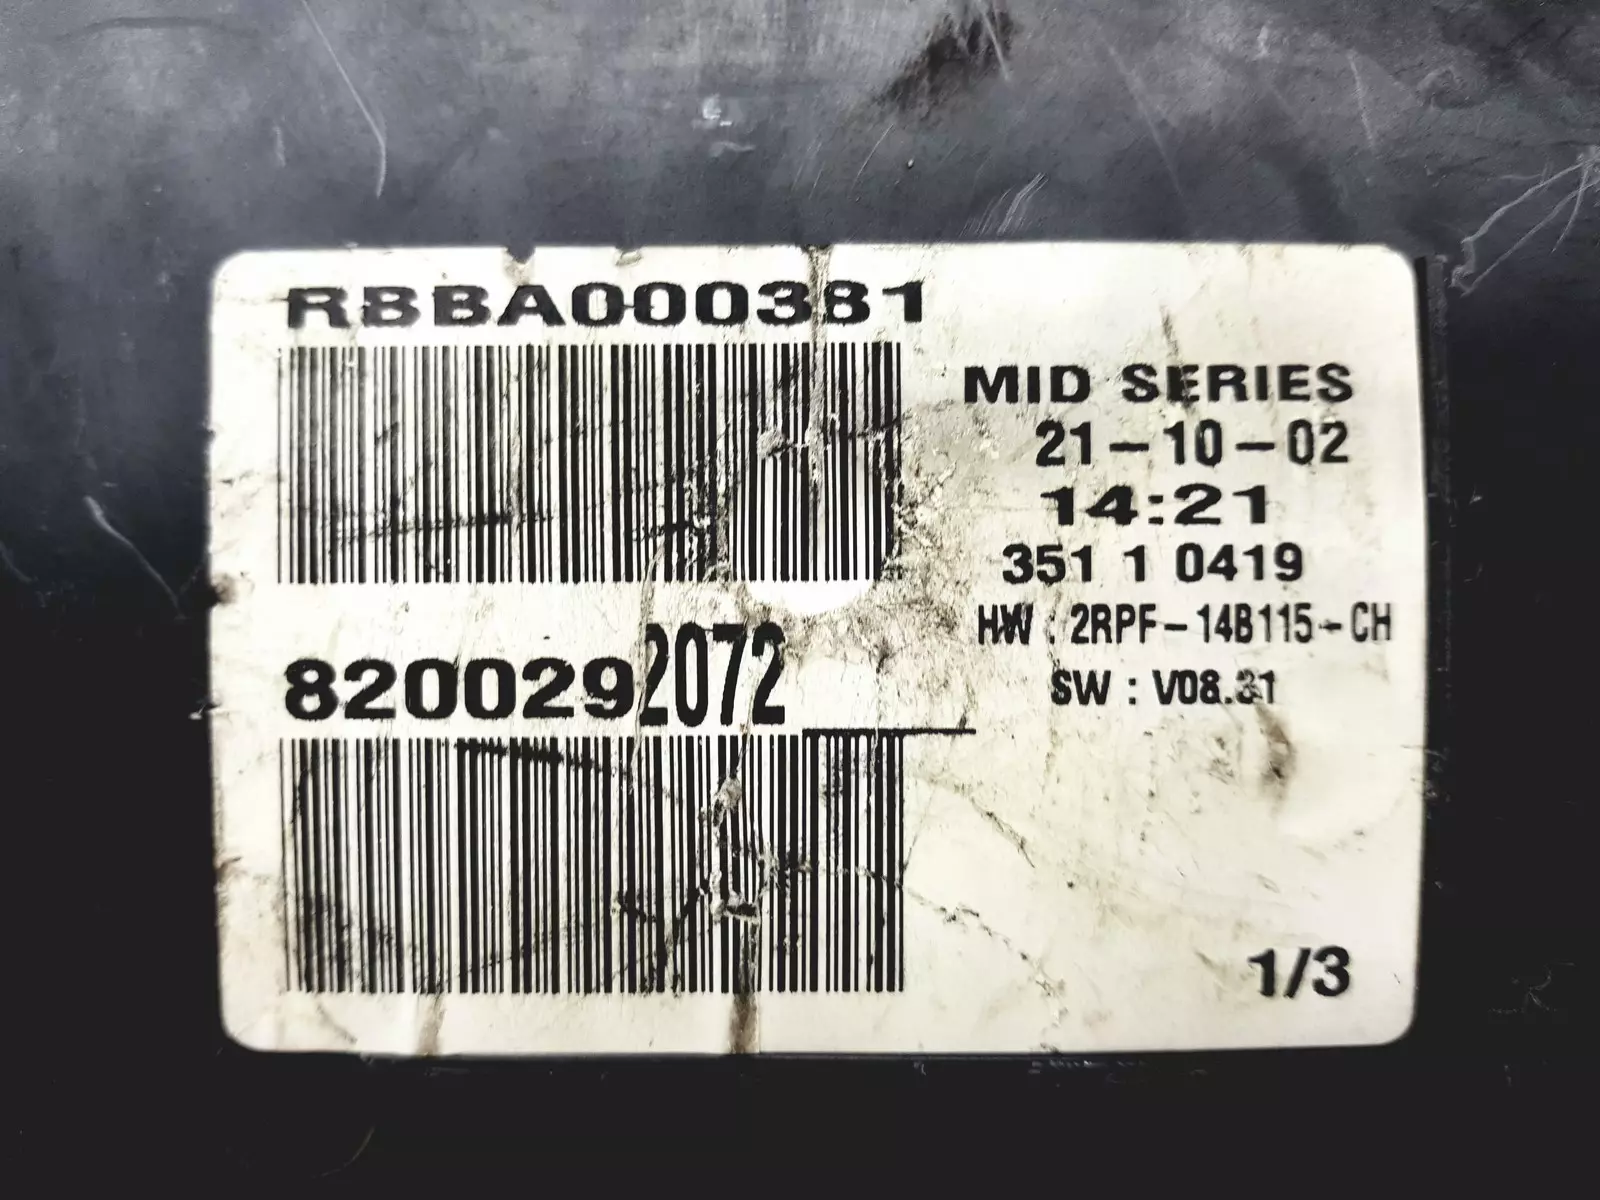 RBBA000381
MID SERIES
21-10-02
14:21
351 1 0419
HW : 2RPF-14B115-CH
SW : V08.31
8200292072
1/3